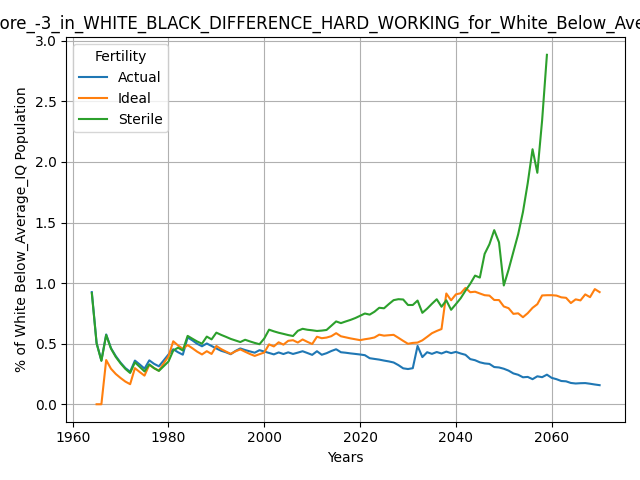 ore_-3_in_WHITE_BLACK_DIFFERENCE_HARD_WORKING_for_White_Below_Ave
3.0
Fertility
Actual
Ideal
Sterile
2.5
2.0
1.5
1.0
0.5
0.0
% of White Below_Average_IQ Population
1960 1980 2000 2020 2040 2060
Years